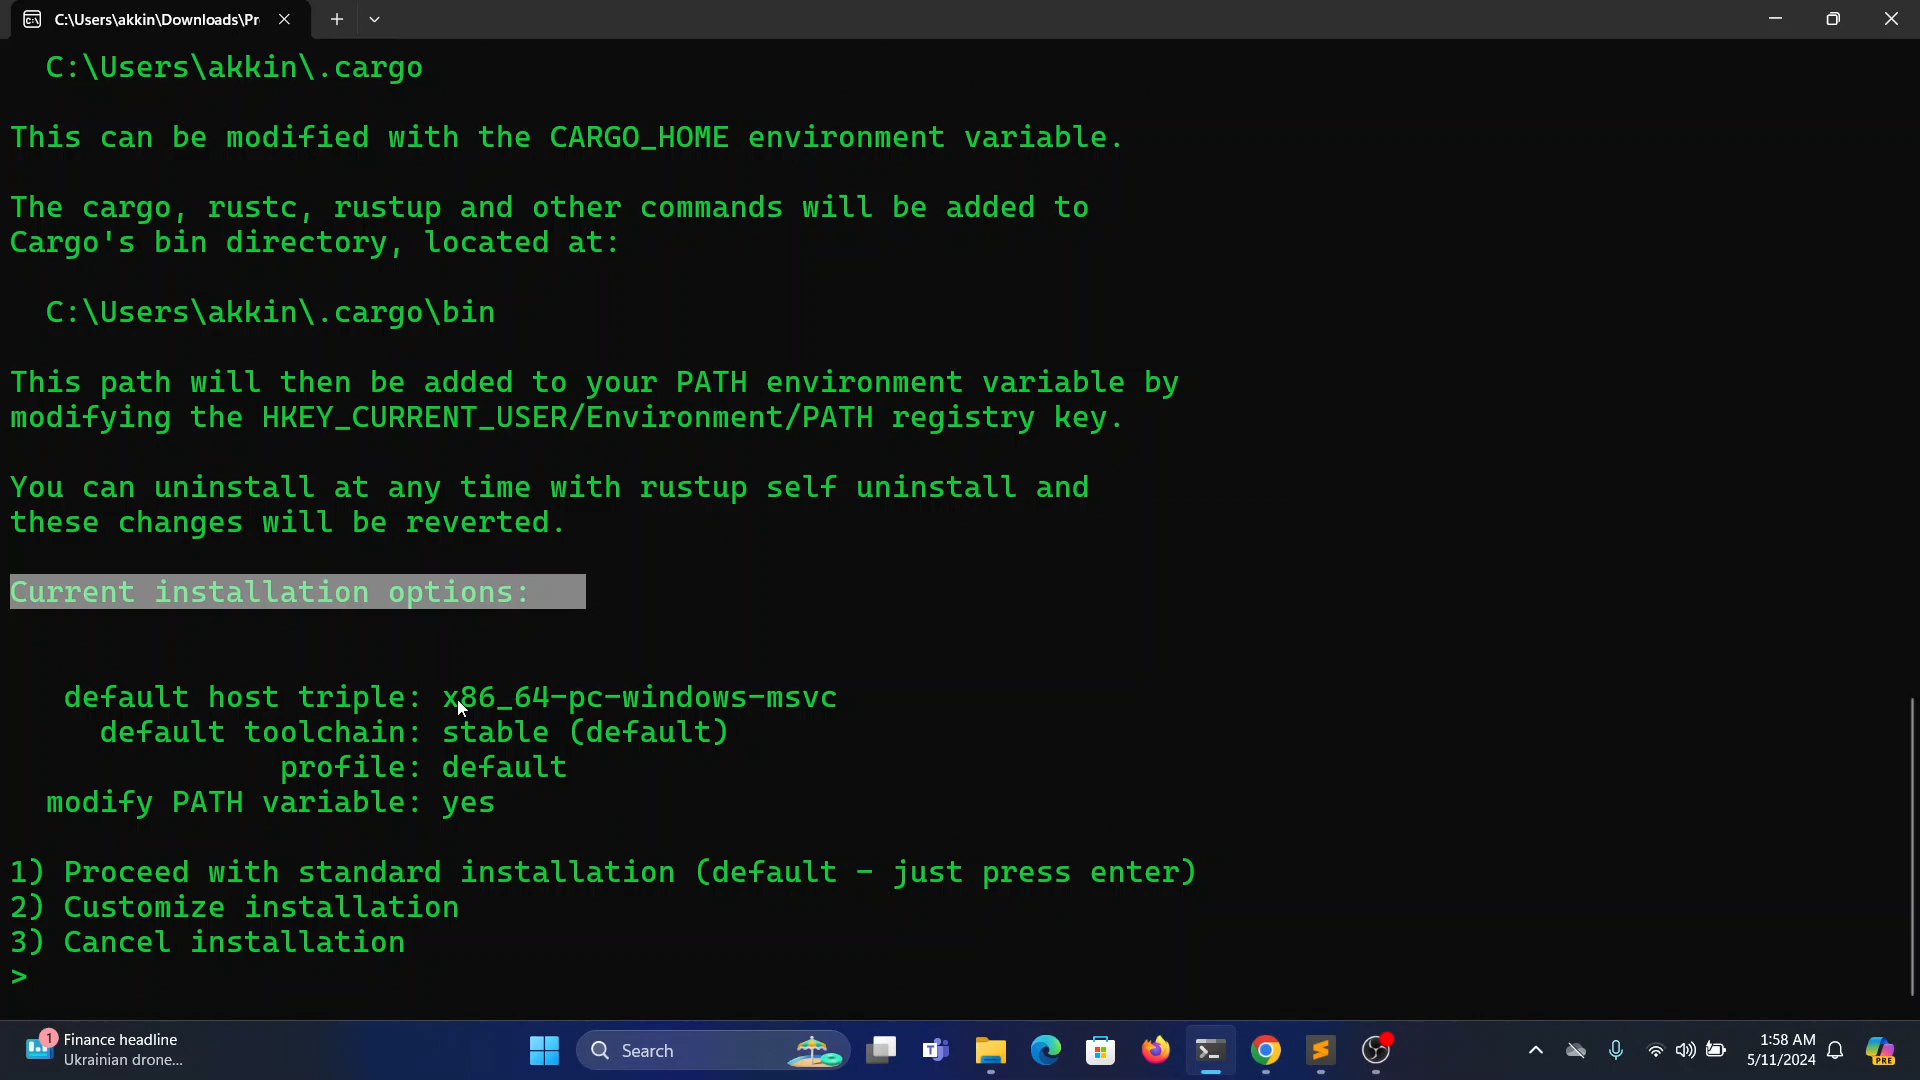 C:\Users\akkin\Downloads\Pr
C:\Users\akkin\.cargo
This can be modified with the CARGO_HOME environment variable.
The cargo, rustc, rustup and other commands will be added to
Cargo's bin directory, located at:
C:\Users\akkin\.cargo\bin
This path will then be added to your PATH environment variable by
modifying the HKEY_CURRENT_USER/Environment/PATH registry key.
You can uninstall at any time with rustup self uninstall and
these changes will be reverted.
Current installation options:
default host triple: x86_64-pc-windows-msvc
default toolchain: stable (default)
profile: default
modify PATH variable: yes
1) Proceed with standard installation (default - just press enter)
2) Customize installation
3) Cancel installation
>
1
Finance headline
Ukrainian drone...
Search
1:58 AM
5/11/2024
PRE